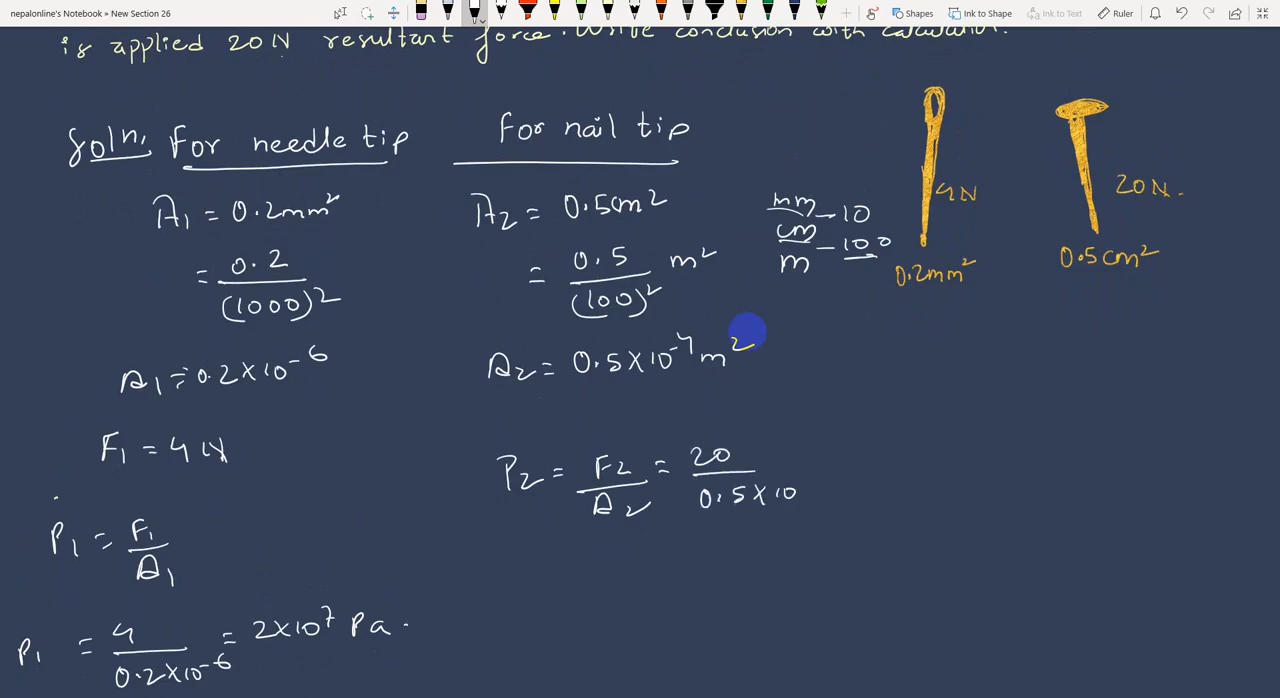 nepalonline's Notebook » New Section 26
Shapes
Ink to Shape
Ink to Text
Ruler
is applied 20N resultant force. Write conclusion with calculation.
Soln, For needle tip
A1 = 0.2mm²
= 0.2 / (1000)²
A1 = 0.2×10⁻⁶
F1 = 4N
P1 = F1 / A1
P1 = 4 / 0.2×10⁻⁶ = 2×10⁷ Pa.
For nail tip
A2 = 0.5cm²
= 0.5 / (100)² m²
A2 = 0.5×10⁻⁴m²
P2 = F2 / A2 = 20 / 0.5×10
mm
cm — 10
m — 100
4N
0.2mm²
20N.
0.5cm²